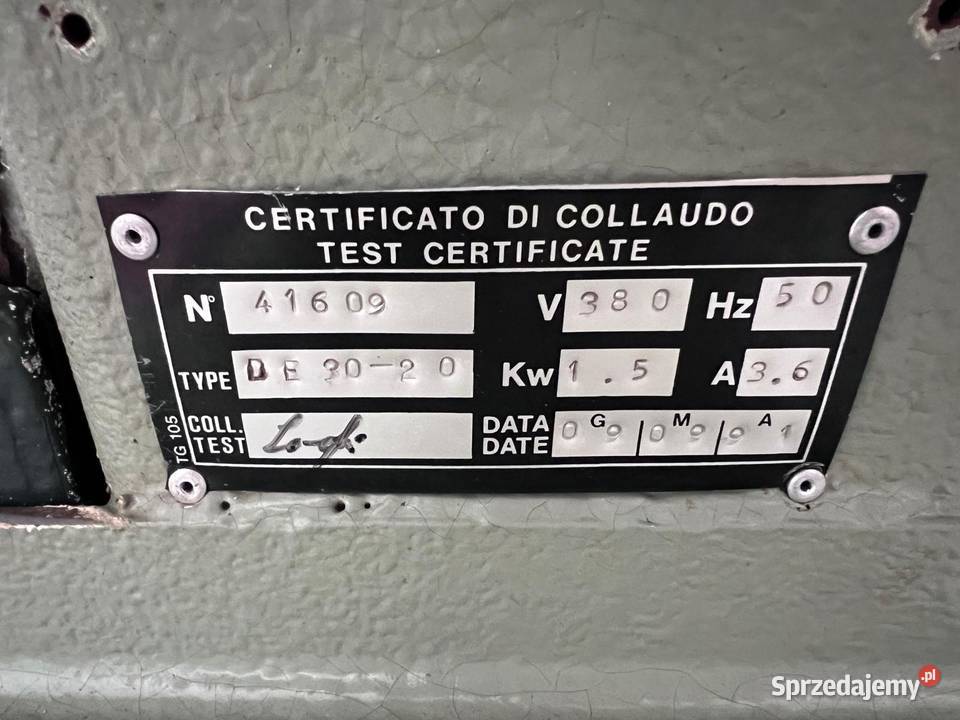 CERTIFICATO DI COLLAUDO
TEST CERTIFICATE
N° 41609 V 380 Hz 50
TYPE DE 30-20 Kw 1.5 A 3.6
COLL. TEST DATA DATE 09 G 09 M 91 A
TG 105
Sprzedajemy.pl